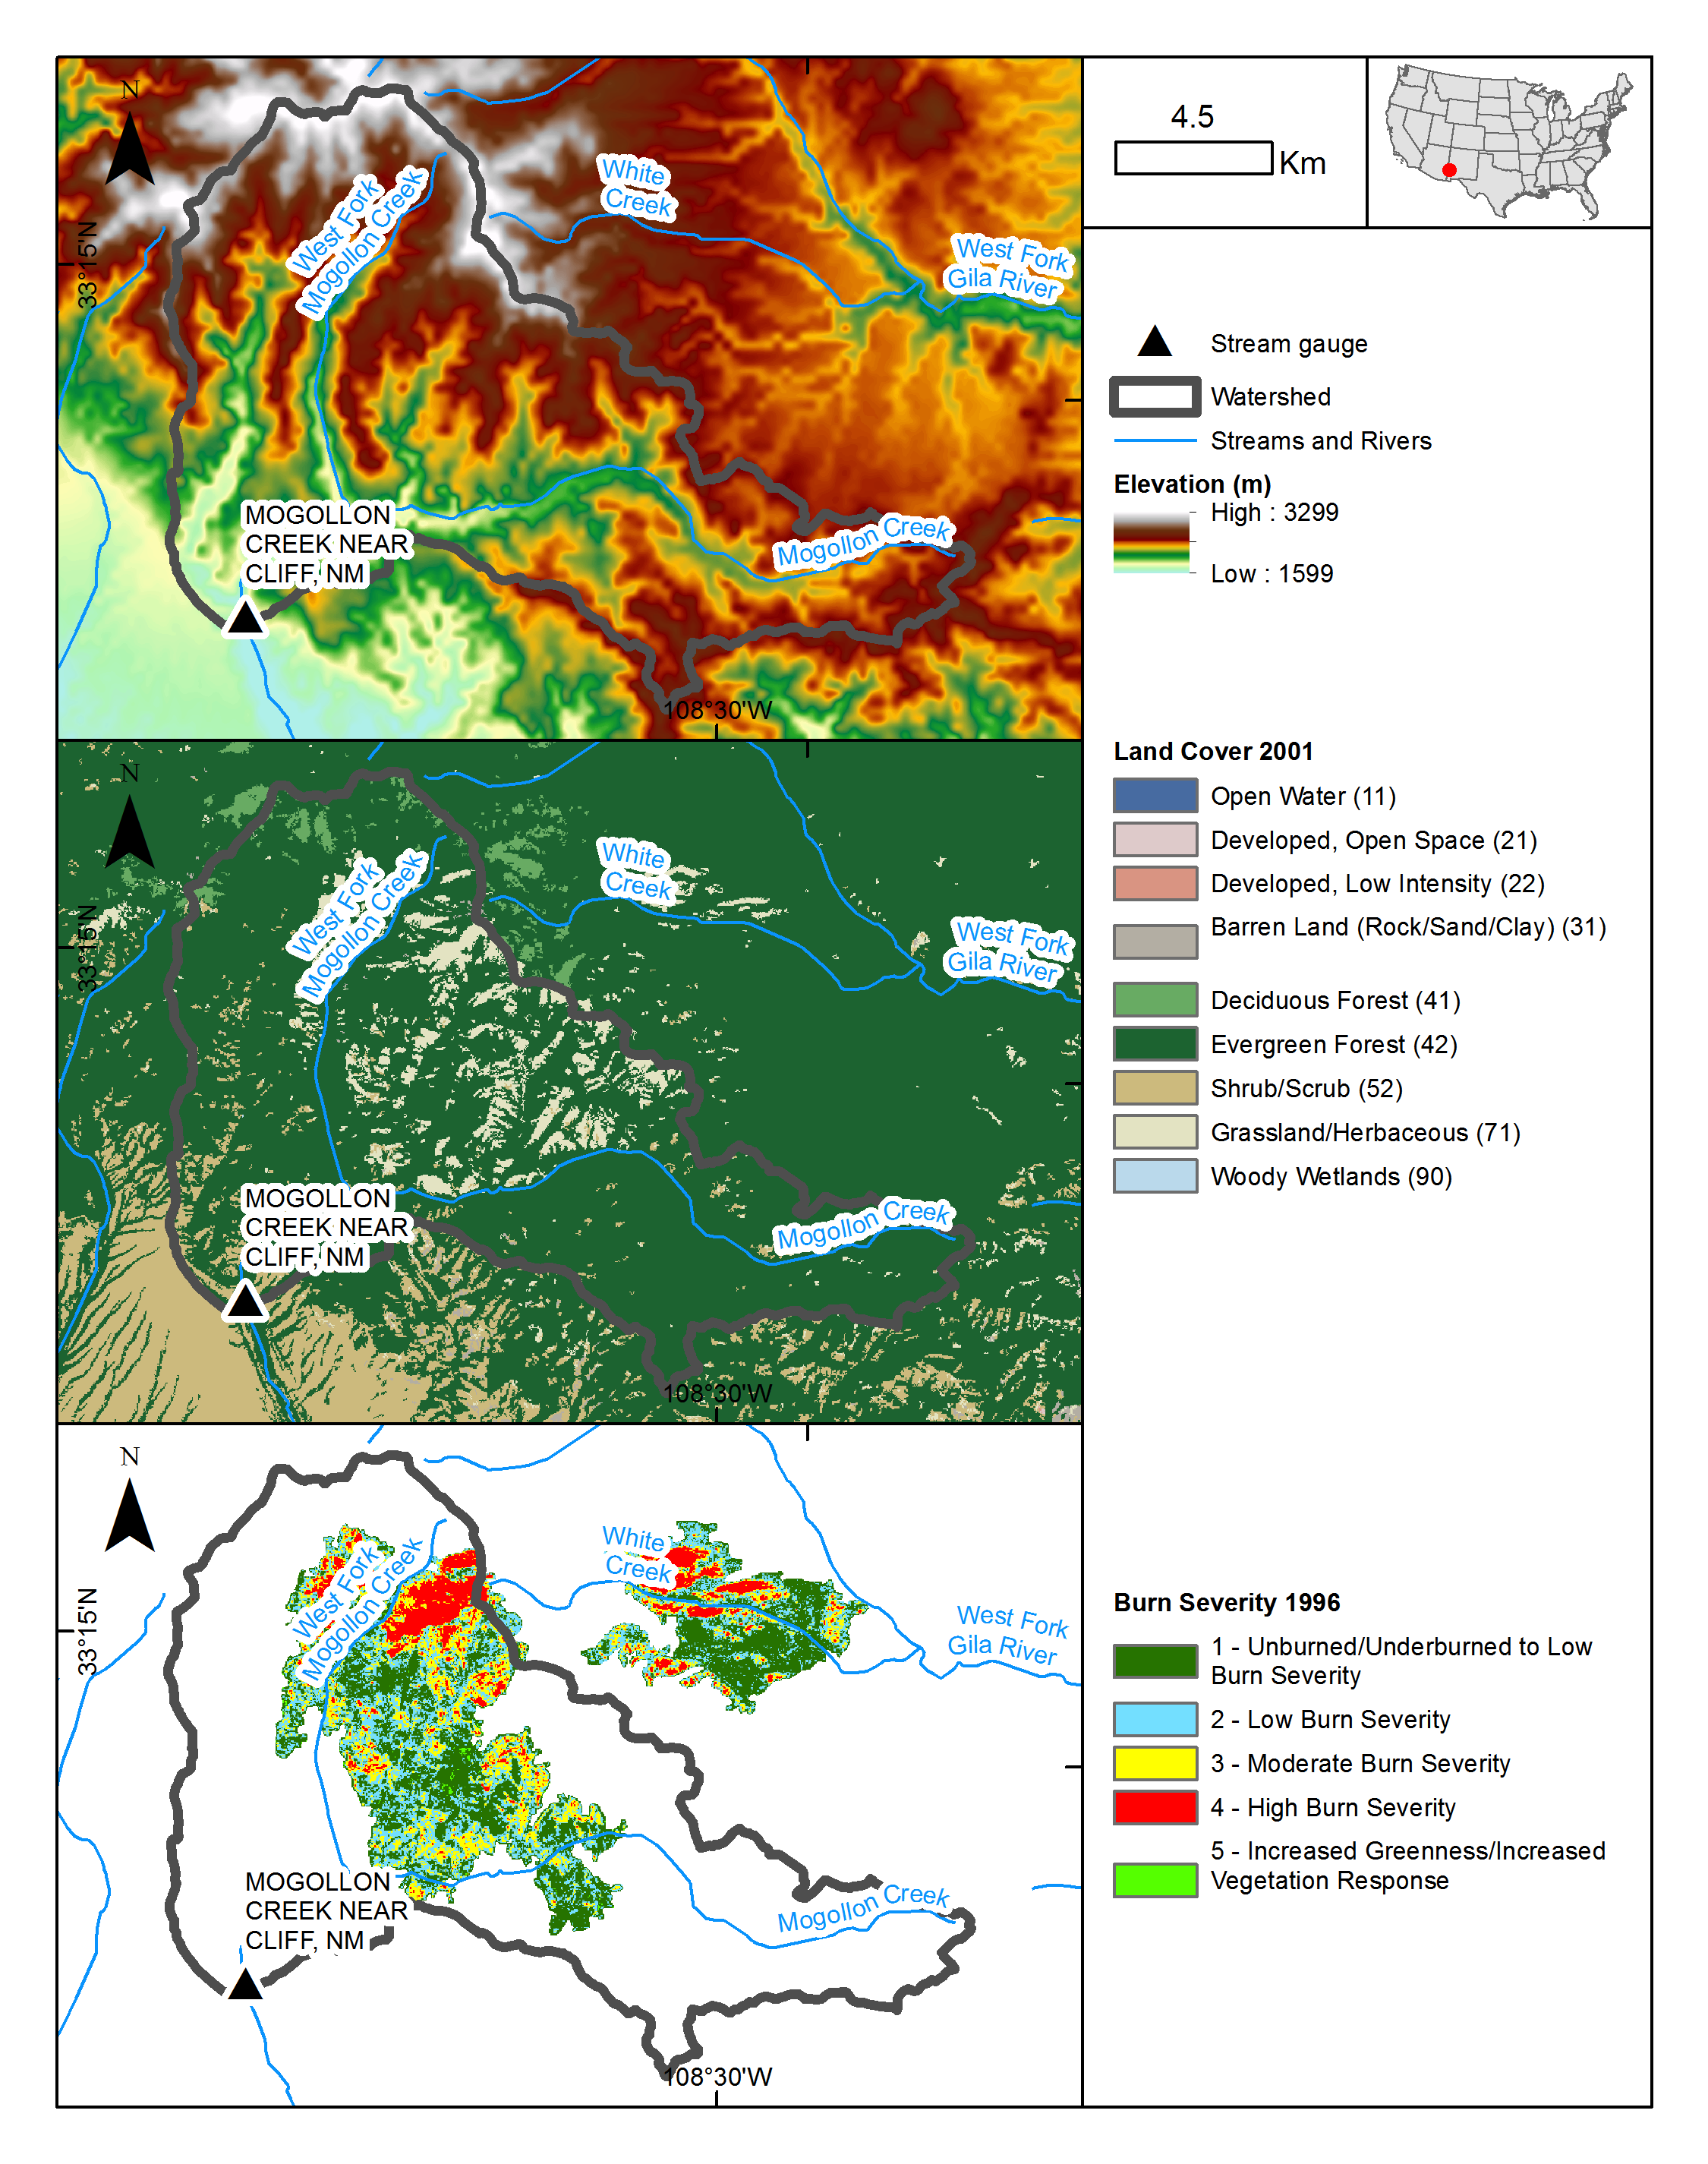 N
33°15'N
West Fork
Mogollon Creek
White
Creek
West Fork
Gila River
MOGOLLON
CREEK NEAR
CLIFF, NM
Mogollon Creek
108°30'W
N
33°15'N
West Fork
Mogollon Creek
White
Creek
West Fork
Gila River
MOGOLLON
CREEK NEAR
CLIFF, NM
Mogollon Creek
108°30'W
N
33°15'N
West Fork
Mogollon Creek
White
Creek
West Fork
Gila River
MOGOLLON
CREEK NEAR
CLIFF, NM
Mogollon Creek
108°30'W
4.5
Km
Stream gauge
Watershed
Streams and Rivers
Elevation (m)
High : 3299
Low : 1599
Land Cover 2001
Open Water (11)
Developed, Open Space (21)
Developed, Low Intensity (22)
Barren Land (Rock/Sand/Clay) (31)
Deciduous Forest (41)
Evergreen Forest (42)
Shrub/Scrub (52)
Grassland/Herbaceous (71)
Woody Wetlands (90)
Burn Severity 1996
1 - Unburned/Underburned to Low
Burn Severity
2 - Low Burn Severity
3 - Moderate Burn Severity
4 - High Burn Severity
5 - Increased Greenness/Increased
Vegetation Response